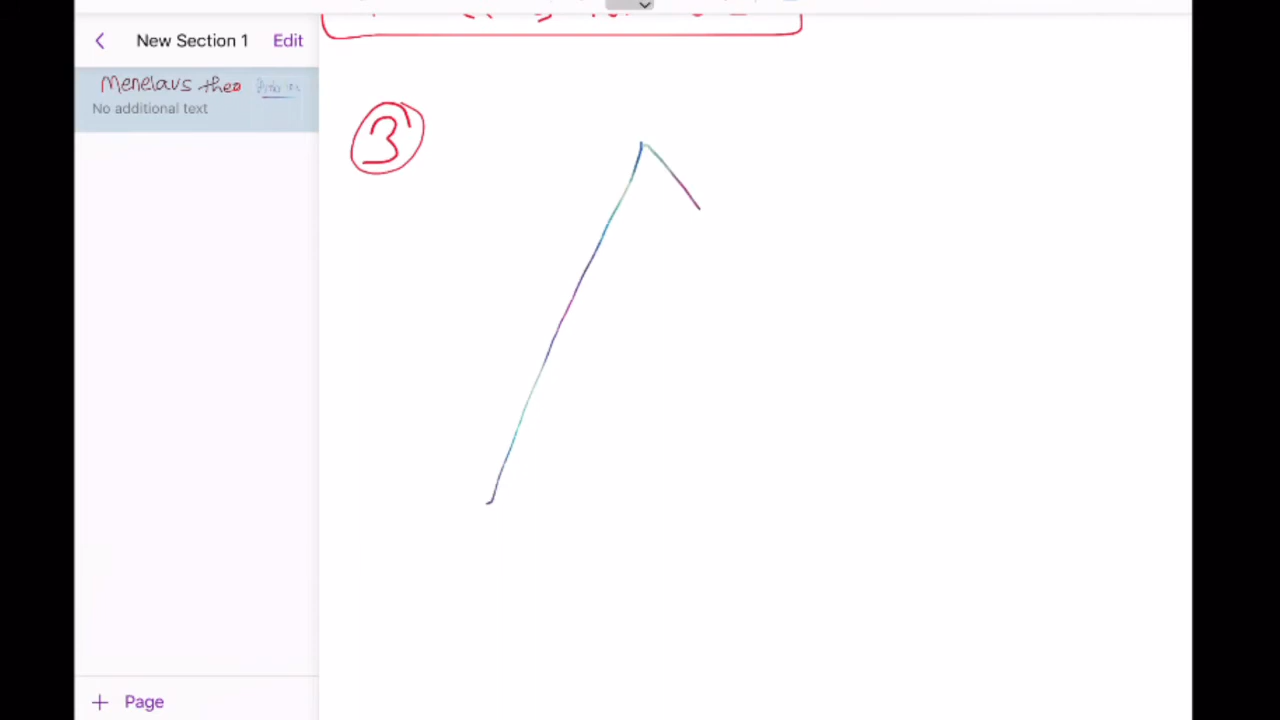 New Section 1 Edit
Menelaus theo
No additional text
3
+ Page